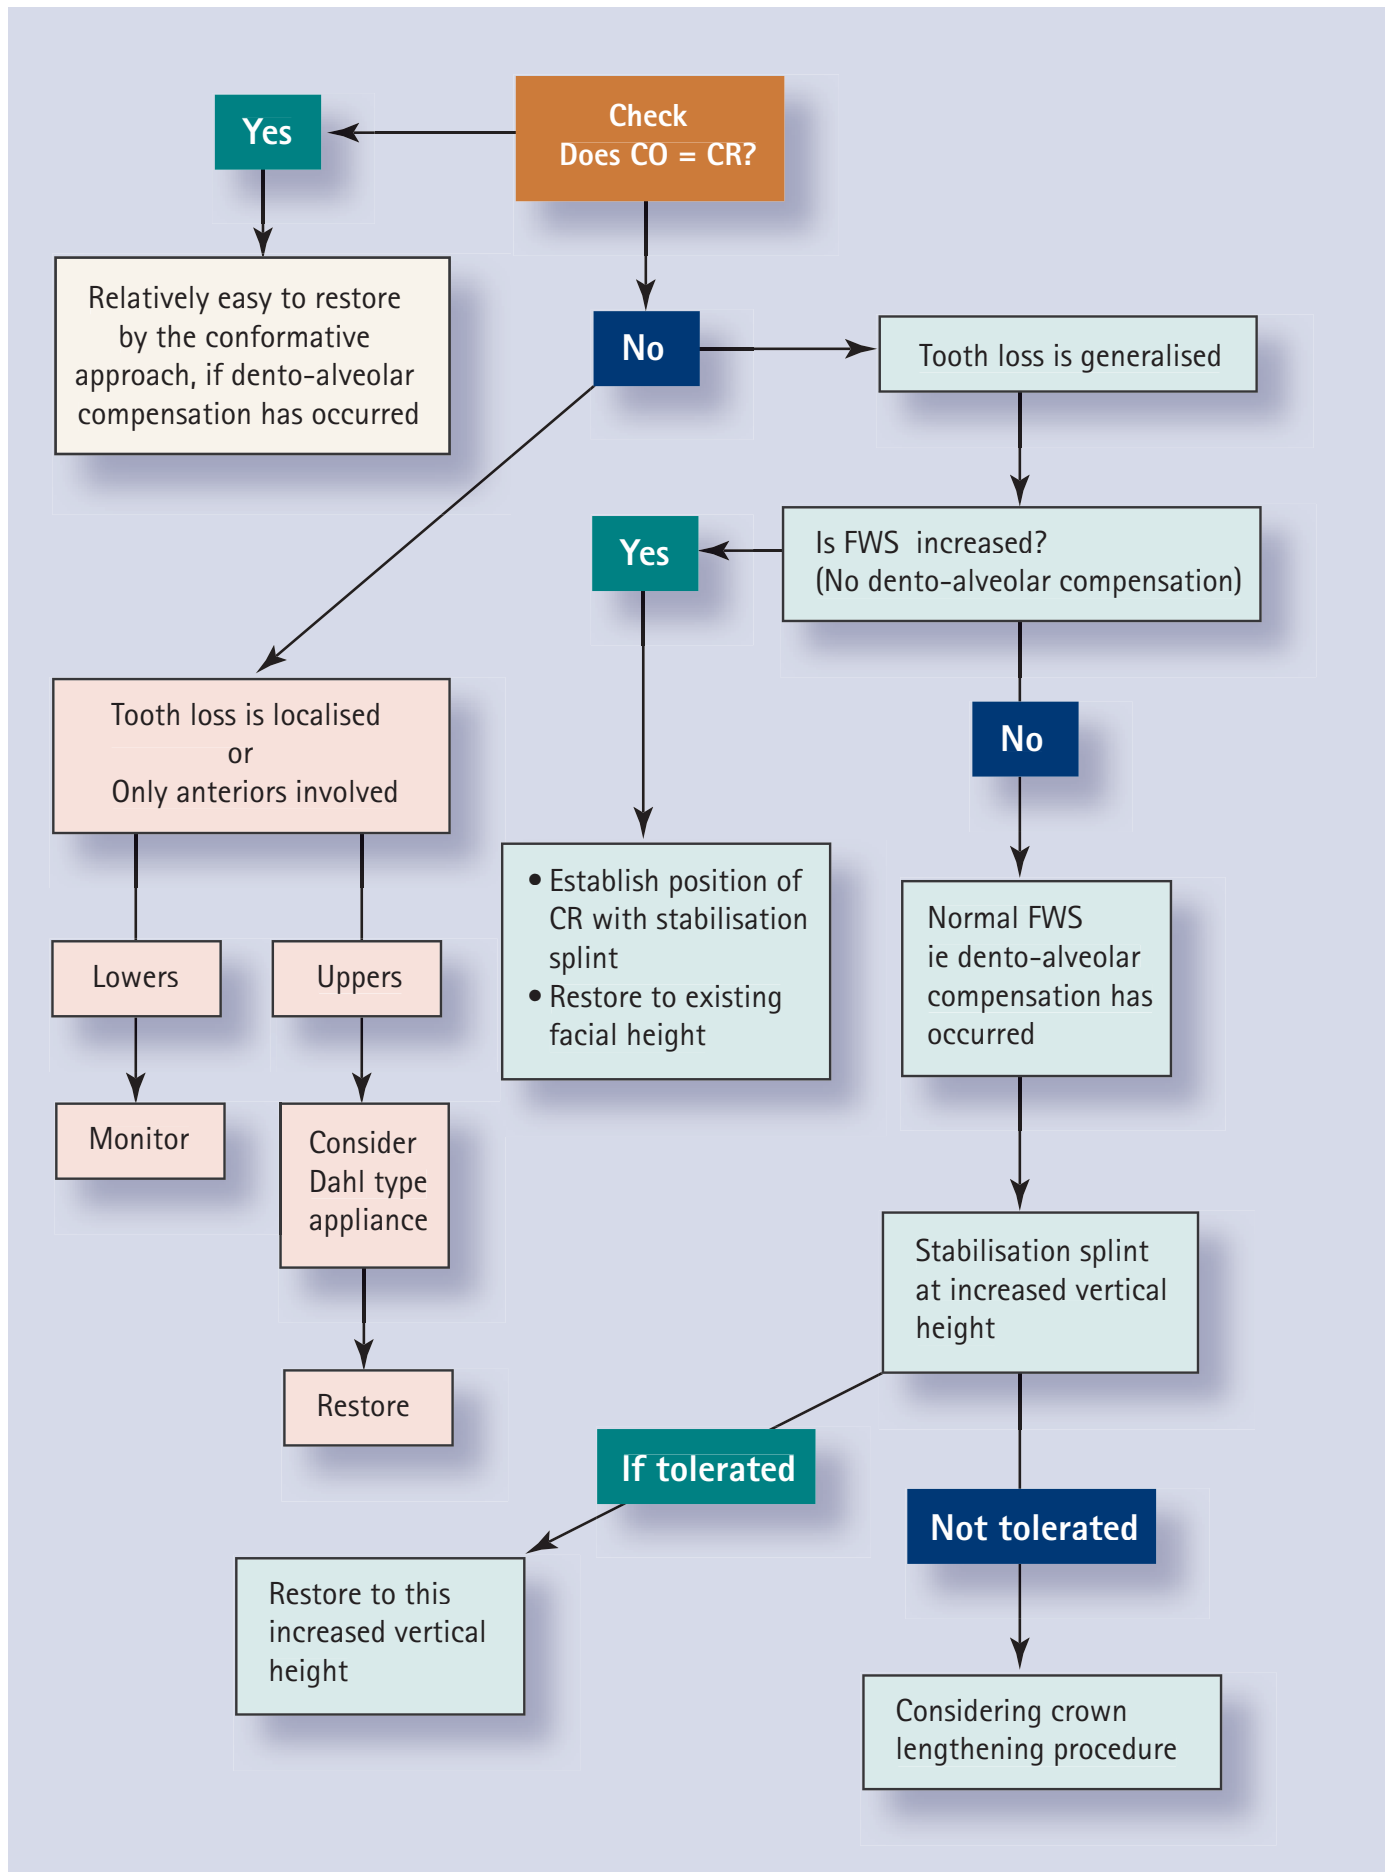 Check
Does CO = CR?
Yes
Relatively easy to restore
by the conformative
approach, if dento-alveolar
compensation has occurred
No
Tooth loss is generalised
Is FWS increased?
(No dento-alveolar compensation)
Yes
No
Tooth loss is localised
or
Only anteriors involved
• Establish position of
CR with stabilisation
splint
• Restore to existing
facial height
Normal FWS
ie dento-alveolar
compensation has
occurred
Lowers
Uppers
Monitor
Consider
Dahl type
appliance
Restore
Stabilisation splint
at increased vertical
height
If tolerated
Not tolerated
Restore to this
increased vertical
height
Considering crown
lengthening procedure